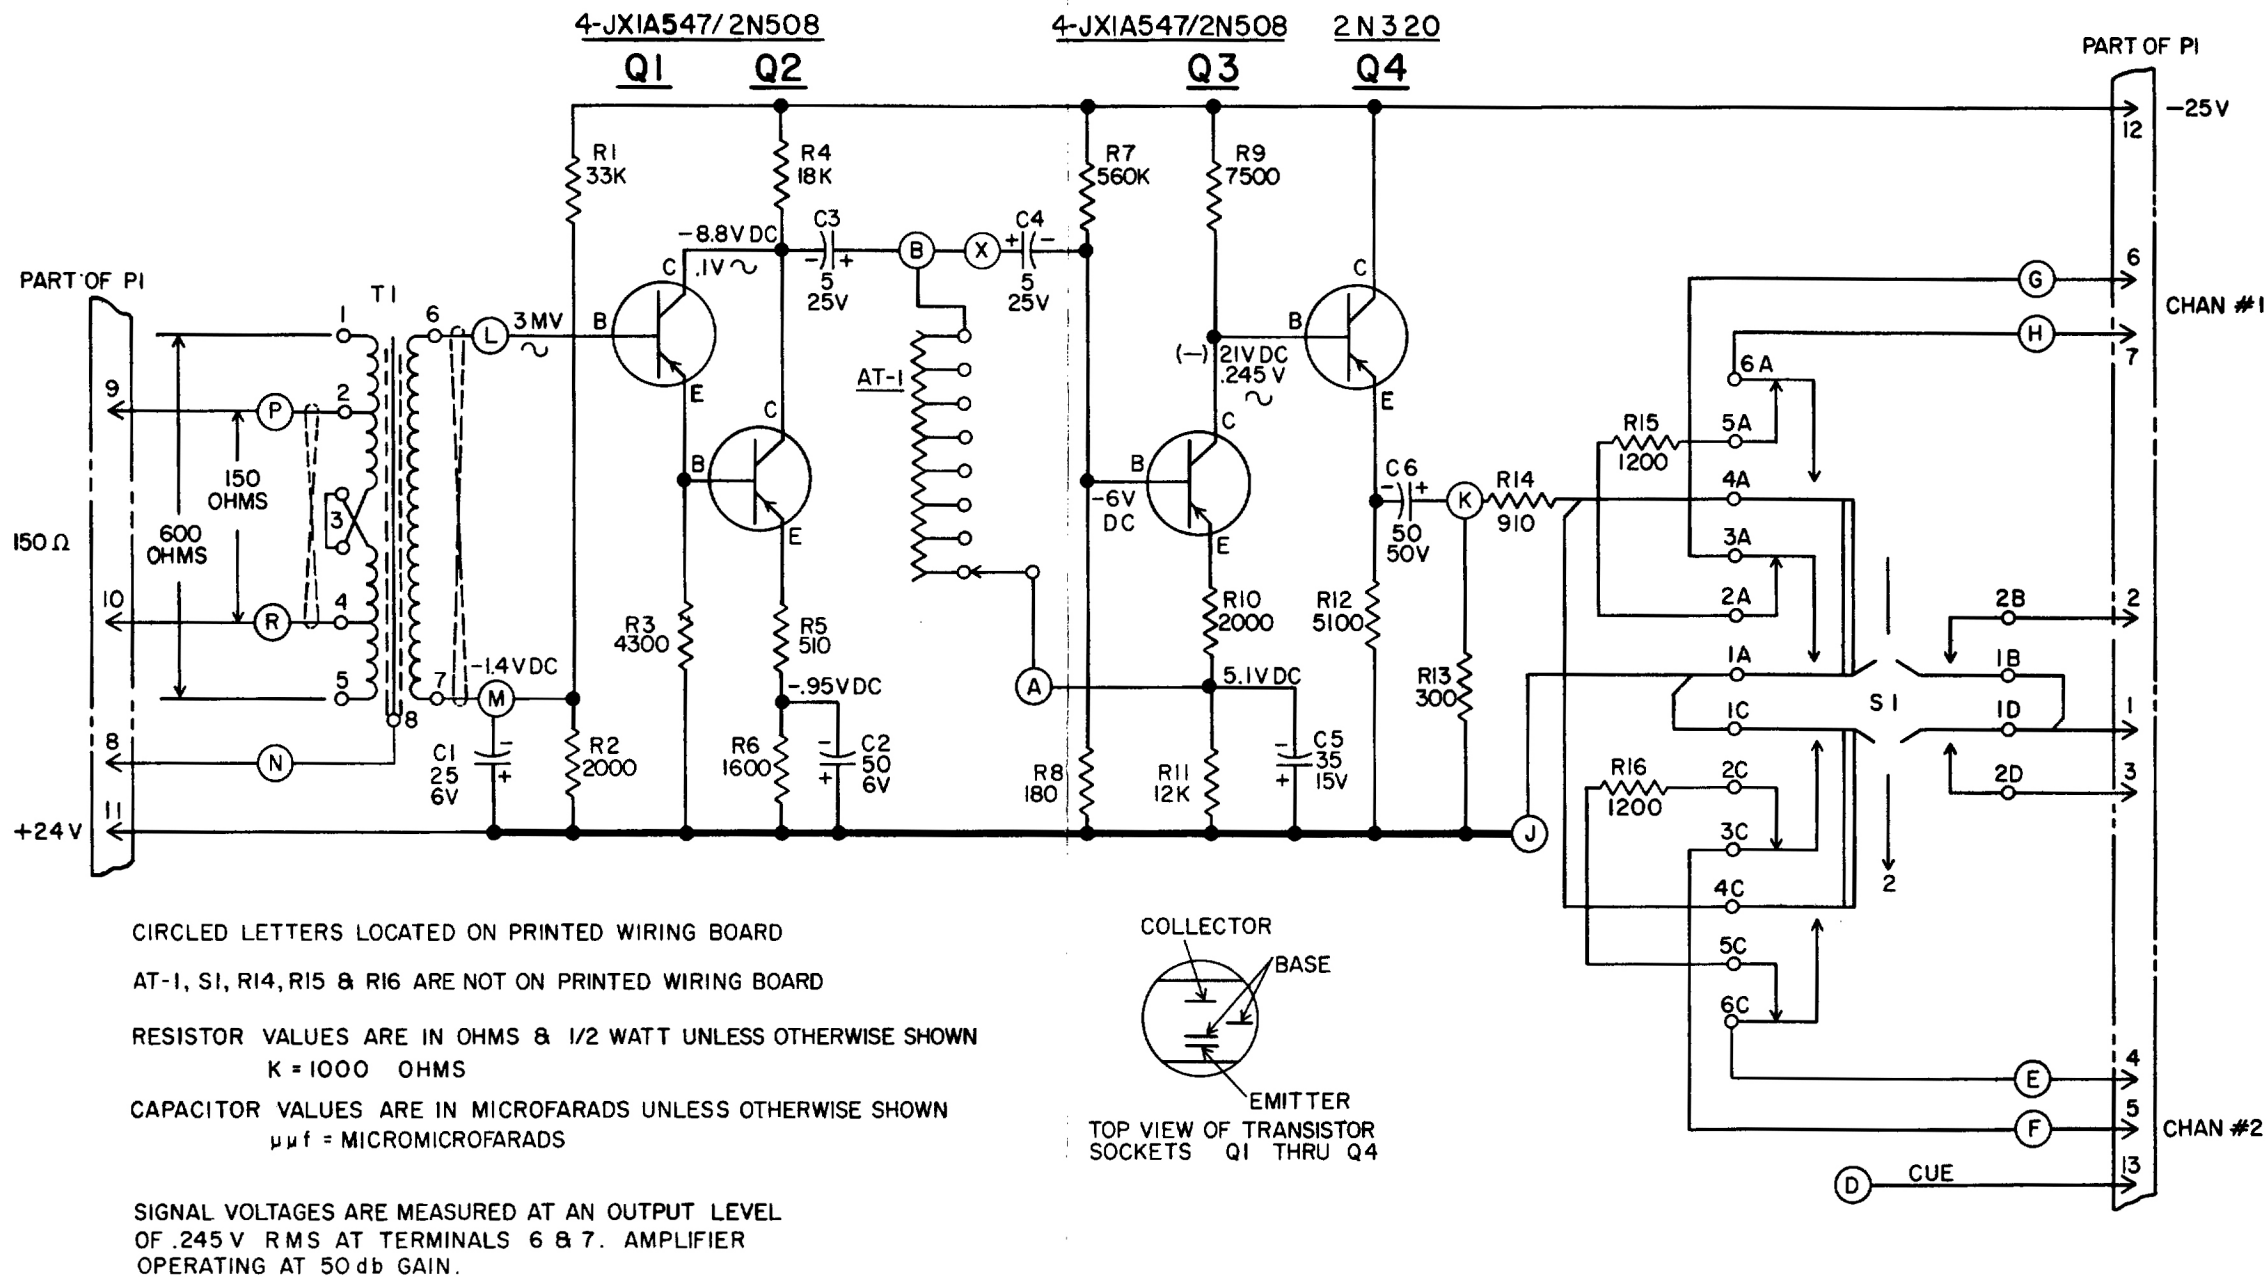 4-JX1A547/2N508
4-JX1A547/2N508
2N320
Q1
Q2
Q3
Q4
PART OF P1
-25V
12
R1
33K
R4
18K
R7
560K
R9
7500
C3
- +
5
25V
B
X
C4
+ -
5
25V
-8.8V DC
.1V ~
C
B
E
PART OF P1
T1
1
2
3
4
5
6
7
8
L
3MV
~
9
P
150
OHMS
600
OHMS
150Ω
10
R
8
N
11
+24V
-1.4V DC
M
C1
25
6V
- +
R2
2000
R3
4300
C
B
E
R5
510
-.95V DC
R6
1600
C2
50
6V
- +
AT-1
A
-6V
DC
R8
180
C
B
E
(-) 21V DC
.245V
~
R10
2000
5.1V DC
R11
12K
C5
35
15V
- +
C
B
E
C6
- +
50
50V
K
R14
910
R12
5100
R13
300
J
R15
1200
R16
1200
6A
5A
4A
3A
2A
1A
1C
2C
3C
4C
5C
6C
S1
1
2
2B
1B
1D
2D
G
6
CHAN #1
H
7
2
1
3
E
4
F
5
CHAN #2
D
CUE
13
CIRCLED LETTERS LOCATED ON PRINTED WIRING BOARD
AT-1, S1, R14, R15 & R16 ARE NOT ON PRINTED WIRING BOARD
RESISTOR VALUES ARE IN OHMS & 1/2 WATT UNLESS OTHERWISE SHOWN
K = 1000 OHMS
CAPACITOR VALUES ARE IN MICROFARADS UNLESS OTHERWISE SHOWN
μμf = MICROMICROFARADS
SIGNAL VOLTAGES ARE MEASURED AT AN OUTPUT LEVEL
OF .245V RMS AT TERMINALS 6 & 7. AMPLIFIER
OPERATING AT 50 db GAIN.
COLLECTOR
BASE
EMITTER
TOP VIEW OF TRANSISTOR
SOCKETS Q1 THRU Q4